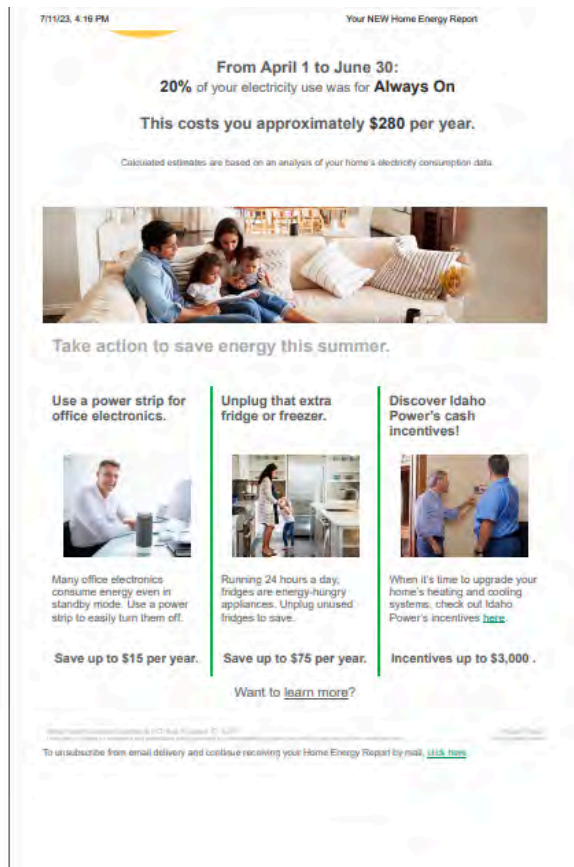 7/11/23, 4:16 PM Your NEW Home Energy Report
From April 1 to June 30:
20% of your electricity use was for Always On
This costs you approximately $280 per year.
Calculated estimates are based on an analysis of your home's electricity consumption data.
Take action to save energy this summer.
Use a power strip for
office electronics.
Many office electronics
consume energy even in
standby mode. Use a power
strip to easily turn them off.
Save up to $15 per year.
Unplug that extra
fridge or freezer.
Running 24 hours a day,
fridges are energy-hungry
appliances. Unplug unused
fridges to save.
Save up to $75 per year.
Discover Idaho
Power's cash
incentives!
When it's time to upgrade your
home's heating and cooling
systems, check out Idaho
Power's incentives here.
Incentives up to $3,000 .
Want to learn more?
To unsubscribe from email delivery and continue receiving your Home Energy Report by mail, click here